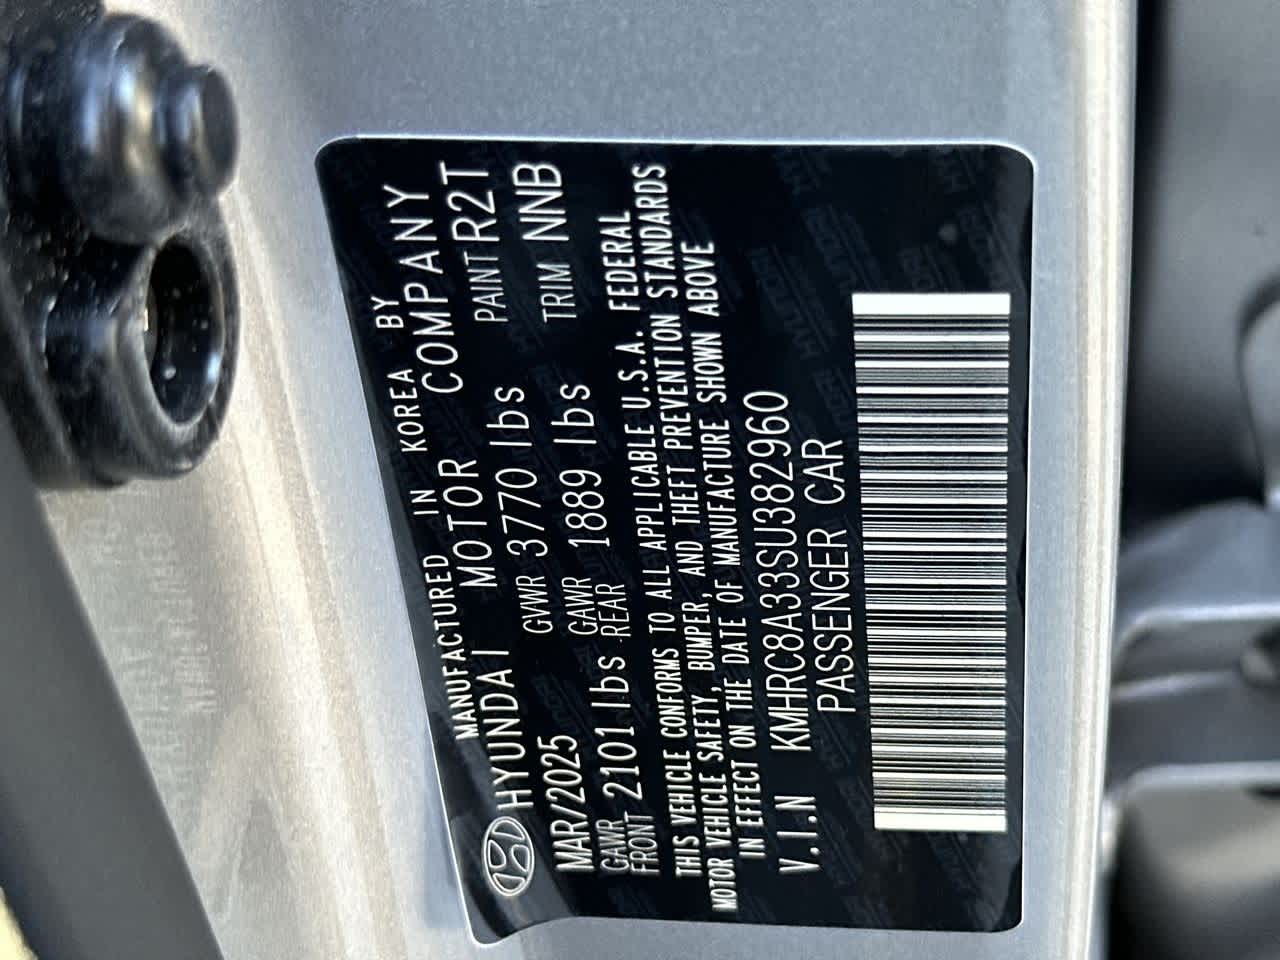 MANUFACTURED IN KOREA BY
HYUNDAI MOTOR COMPANY
MAR/2025 GVWR 3770 lbs PAINT R2T
GAWR FRONT 2101 lbs GAWR REAR 1889 lbs TRIM NNB
THIS VEHICLE CONFORMS TO ALL APPLICABLE U.S.A. FEDERAL
MOTOR VEHICLE SAFETY, BUMPER, AND THEFT PREVENTION STANDARDS
IN EFFECT ON THE DATE OF MANUFACTURE SHOWN ABOVE
V.I.N KMHRC8A33SU382960
PASSENGER CAR